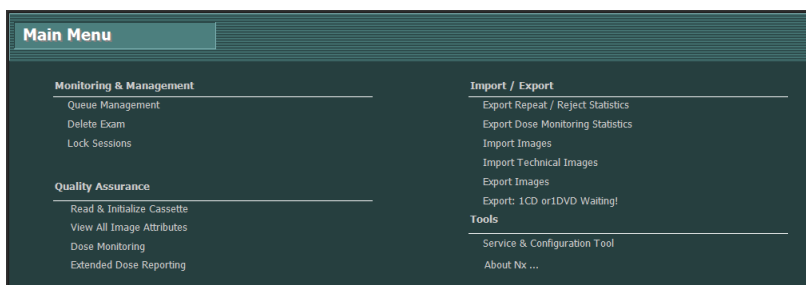 Main Menu
Monitoring & Management
Queue Management
Delete Exam
Lock Sessions
Quality Assurance
Read & Initialize Cassette
View All Image Attributes
Dose Monitoring
Extended Dose Reporting
Import / Export
Export Repeat / Reject Statistics
Export Dose Monitoring Statistics
Import Images
Import Technical Images
Export Images
Export: 1CD or1DVD Waiting!
Tools
Service & Configuration Tool
About Nx ...